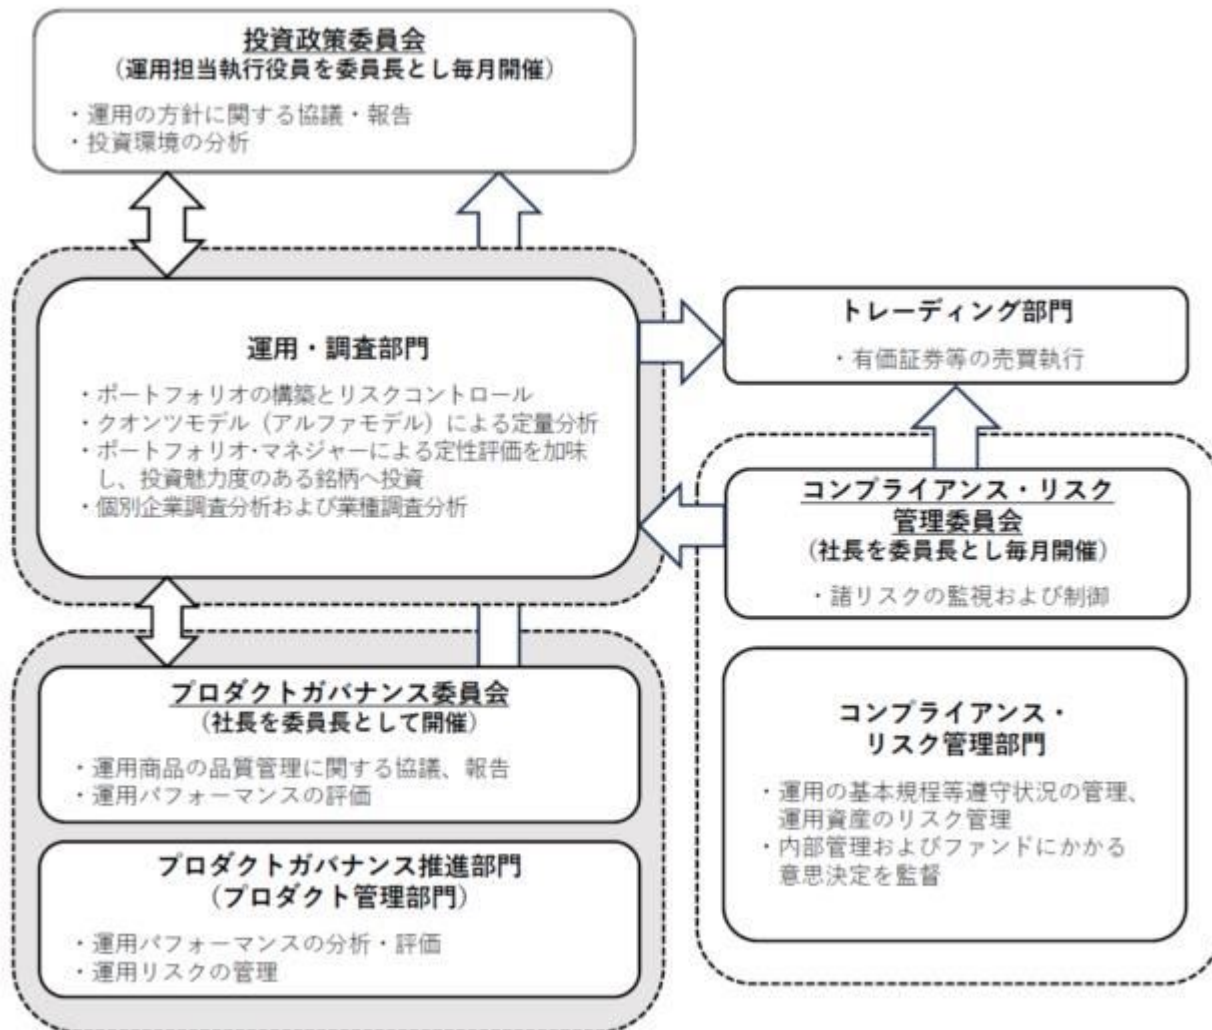 投資政策委員会
（運用担当執行役員を委員長とし毎月開催）
・運用の方針に関する協議・報告
・投資環境の分析
運用・調査部門
・ポートフォリオの構築とリスクコントロール
・クオンツモデル（アルファモデル）による定量分析
・ポートフォリオ･マネジャーによる定性評価を加味
し、投資魅力度のある銘柄へ投資
・個別企業調査分析および業種調査分析
トレーディング部門
・有価証券等の売買執行
コンプライアンス・リスク
管理委員会
（社長を委員長とし毎月開催）
・諸リスクの監視および制御
プロダクトガバナンス委員会
（社長を委員長として開催）
・運用商品の品質管理に関する協議、報告
・運用パフォーマンスの評価
プロダクトガバナンス推進部門
（プロダクト管理部門）
・運用パフォーマンスの分析・評価
・運用リスクの管理
コンプライアンス・
リスク管理部門
・運用の基本規程等遵守状況の管理、
運用資産のリスク管理
・内部管理およびファンドにかかる
意思決定を監督